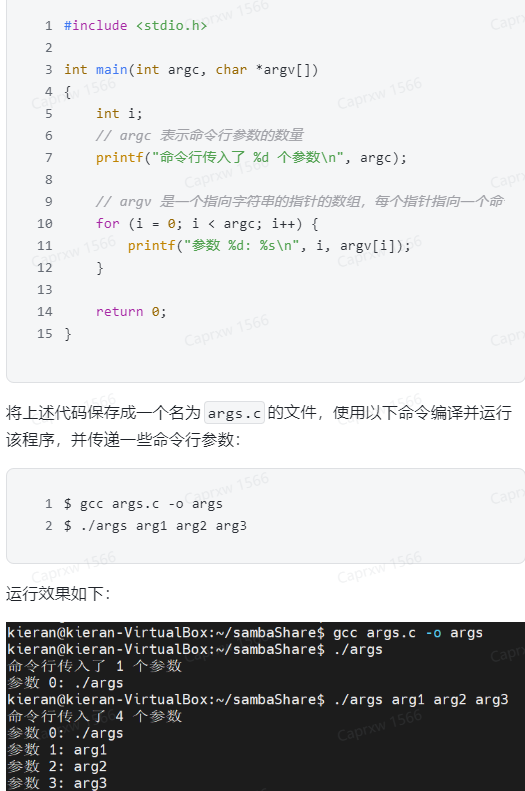 1 #include <stdio.h>
2
3 int main(int argc, char *argv[])
4 {
5     int i;
6     // argc 表示命令行参数的数量
7     printf("命令行传入了 %d 个参数\n", argc);
8
9     // argv 是一个指向字符串的指针的数组，每个指针指向一个命
10     for (i = 0; i < argc; i++) {
11         printf("参数 %d: %s\n", i, argv[i]);
12     }
13
14     return 0;
15 }
将上述代码保存成一个名为 args.c 的文件，使用以下命令编译并运行
该程序，并传递一些命令行参数：
1 $ gcc args.c -o args
2 $ ./args arg1 arg2 arg3
运行效果如下：
kieran@kieran-VirtualBox:~/sambaShare$ gcc args.c -o args
kieran@kieran-VirtualBox:~/sambaShare$ ./args
命令行传入了 1 个参数
参数 0: ./args
kieran@kieran-VirtualBox:~/sambaShare$ ./args arg1 arg2 arg3
命令行传入了 4 个参数
参数 0: ./args
参数 1: arg1
参数 2: arg2
参数 3: arg3
Caprxw 1566